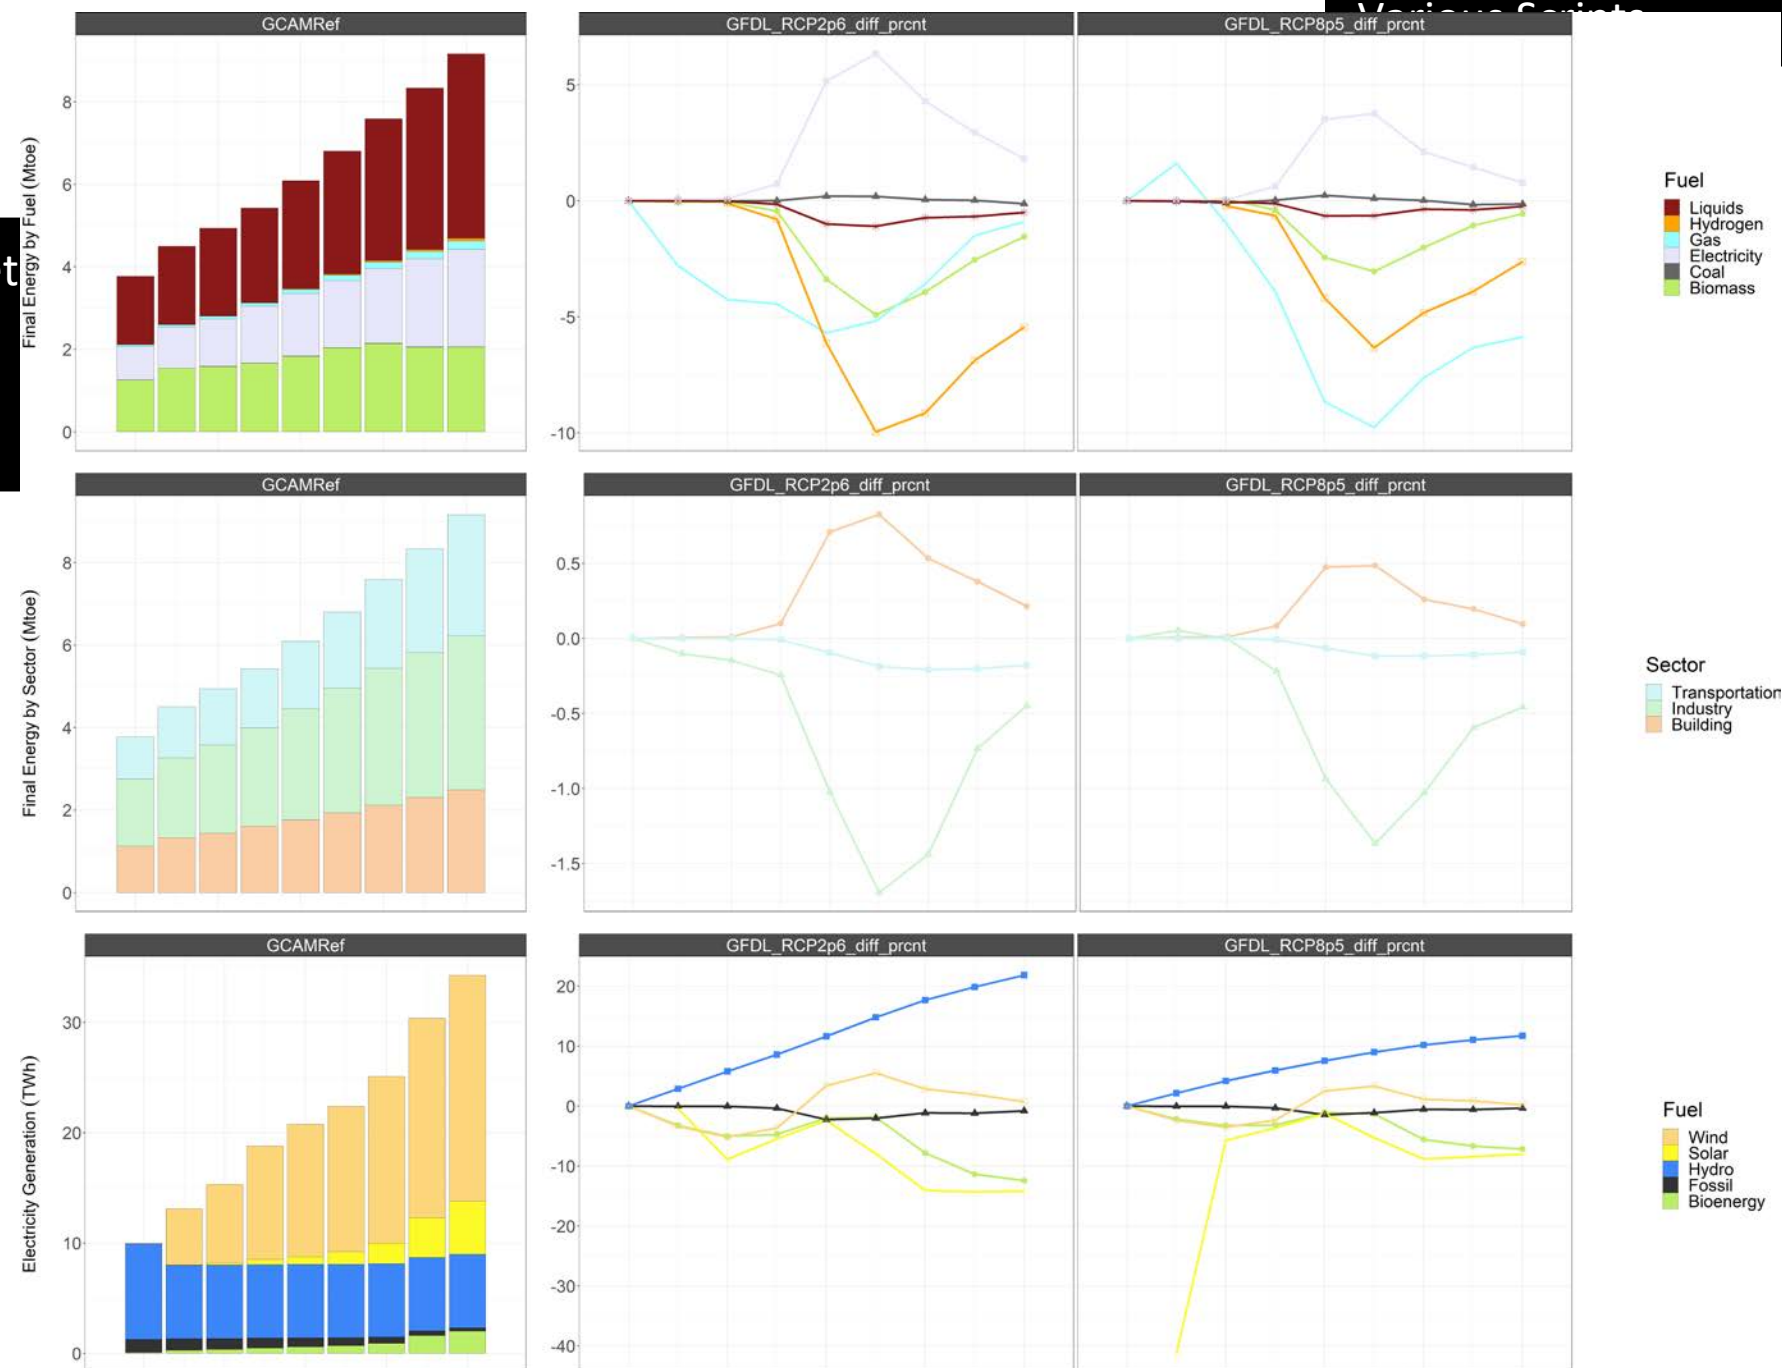 Various Scripts
GCAMRef
GFDL_RCP2p6_diff_prcnt
GFDL_RCP8p5_diff_prcnt
Final Energy by Fuel (Mtoe)
8
6
4
2
0
5
0
-5
-10
Fuel
Liquids
Hydrogen
Gas
Electricity
Coal
Biomass
t
GCAMRef
GFDL_RCP2p6_diff_prcnt
GFDL_RCP8p5_diff_prcnt
Final Energy by Sector (Mtoe)
8
6
4
2
0
0.5
0.0
-0.5
-1.0
-1.5
Sector
Transportation
Industry
Building
GCAMRef
GFDL_RCP2p6_diff_prcnt
GFDL_RCP8p5_diff_prcnt
Electricity Generation (TWh)
30
20
10
0
20
10
0
-10
-20
-30
-40
Fuel
Wind
Solar
Hydro
Fossil
Bioenergy